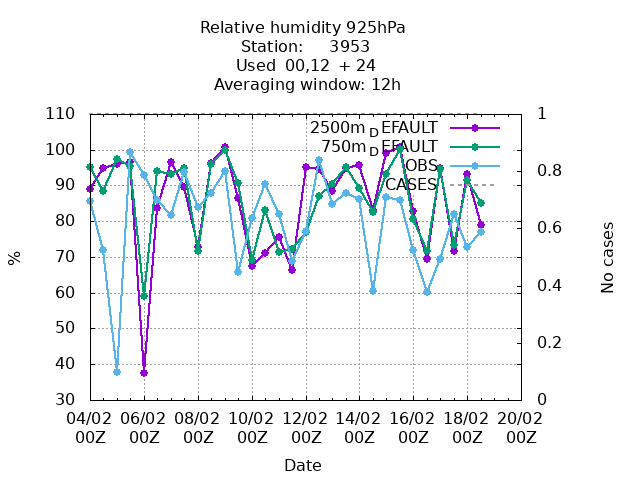 Relative humidity 925hPa
Station: 3953
Used 00,12 + 24
Averaging window: 12h
110
100
90
80
70
60
50
40
30
%
1
0.8
0.6
0.4
0.2
0
No cases
2500m_DEFAULT
750m_DEFAULT
OBS
CASES
04/02 06/02 08/02 10/02 12/02 14/02 16/02 18/02 20/02
00Z 00Z 00Z 00Z 00Z 00Z 00Z 00Z 00Z
Date